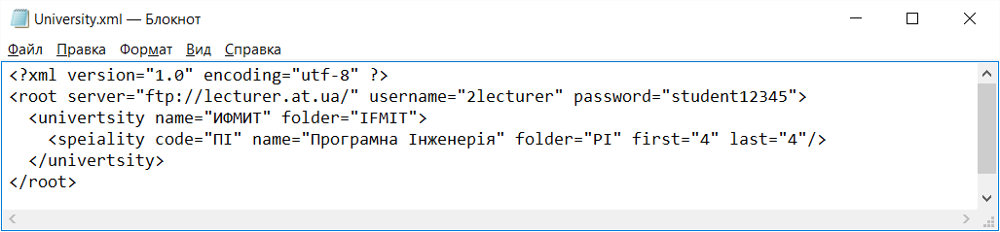 University.xml — Блокнот
Файл Правка Формат Вид Справка
<?xml version="1.0" encoding="utf-8" ?>
<root server="ftp://lecturer.at.ua/" username="2lecturer" password="student12345">
<univertsity name="ИФМИТ" folder="IFMIT">
<speiality code="ПІ" name="Програмна Інженерія" folder="PI" first="4" last="4"/>
</univertsity>
</root>